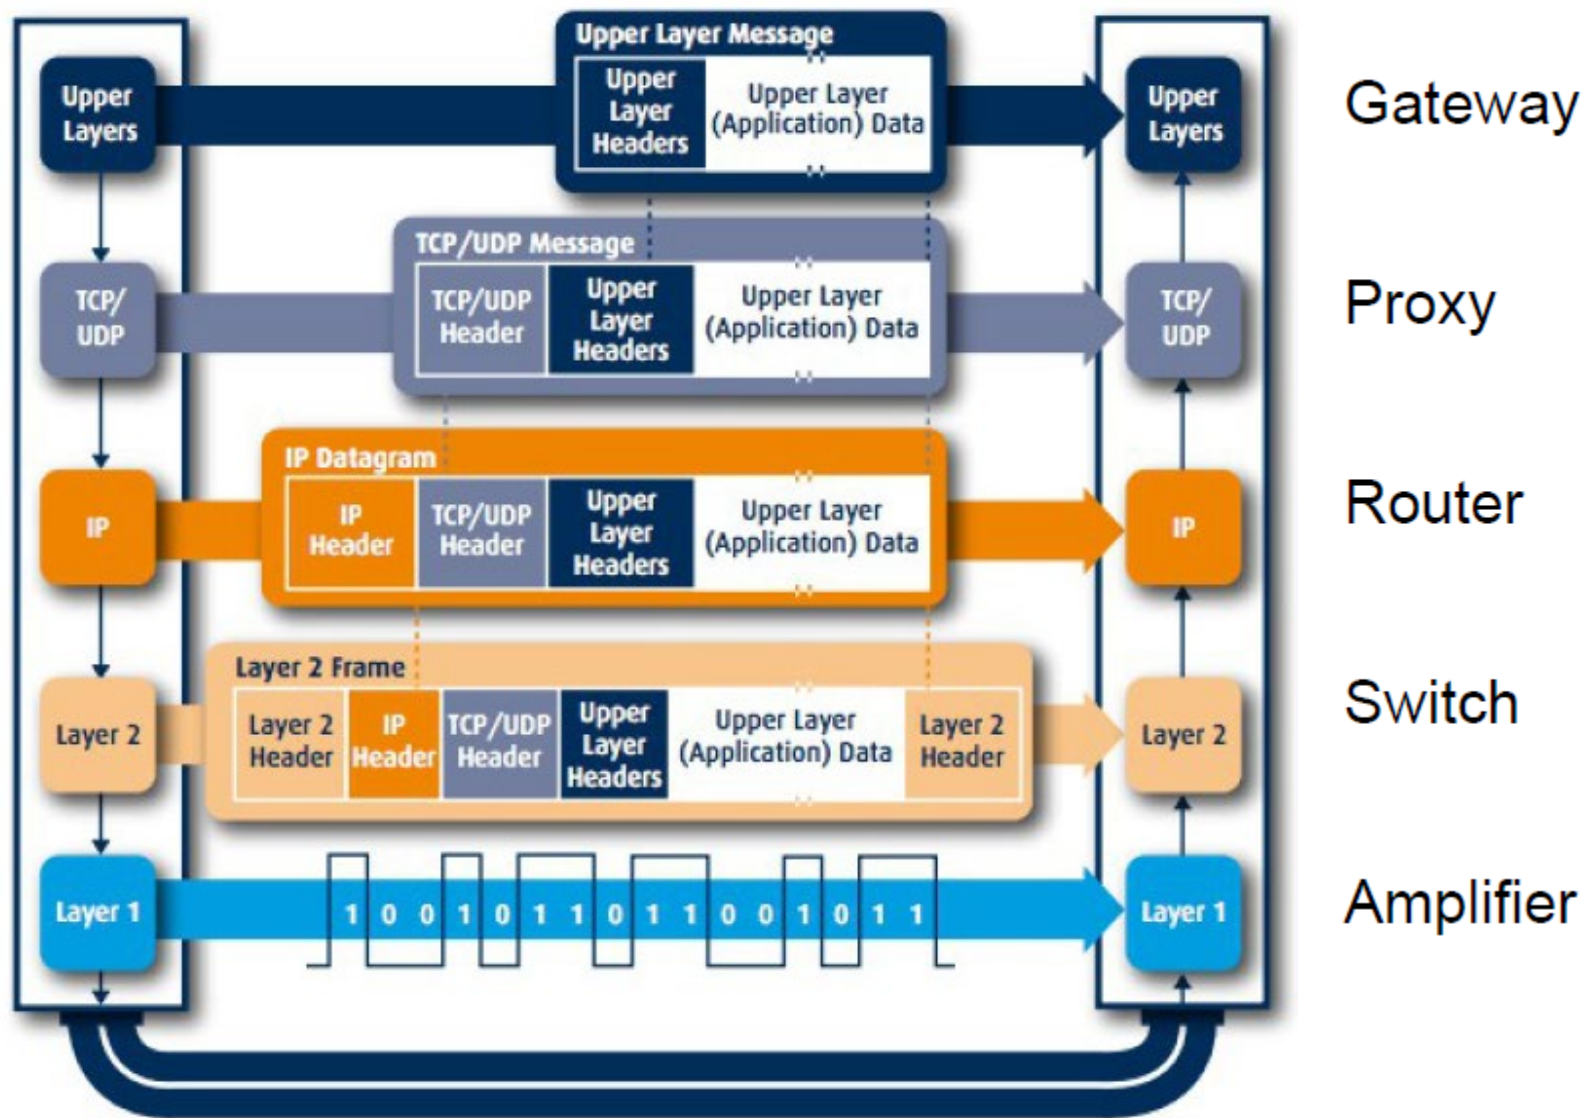 Upper Layer Message
Upper
Layers
Upper
Layer
Headers
Upper Layer
(Application) Data
Upper
Layers
Gateway
TCP/UDP Message
TCP/
UDP
TCP/UDP
Header
Upper
Layer
Headers
Upper Layer
(Application) Data
TCP/
UDP
Proxy
IP Datagram
IP
IP
Header
TCP/UDP
Header
Upper
Layer
Headers
Upper Layer
(Application) Data
IP
Router
Layer 2 Frame
Layer 2
Layer 2
Header
IP
Header
TCP/UDP
Header
Upper
Layer
Headers
Upper Layer
(Application) Data
Layer 2
Header
Layer 2
Switch
Layer 1
1 0 0 1 0 1 1 0 1 1 0 0 1 0 1 1
Layer 1
Amplifier